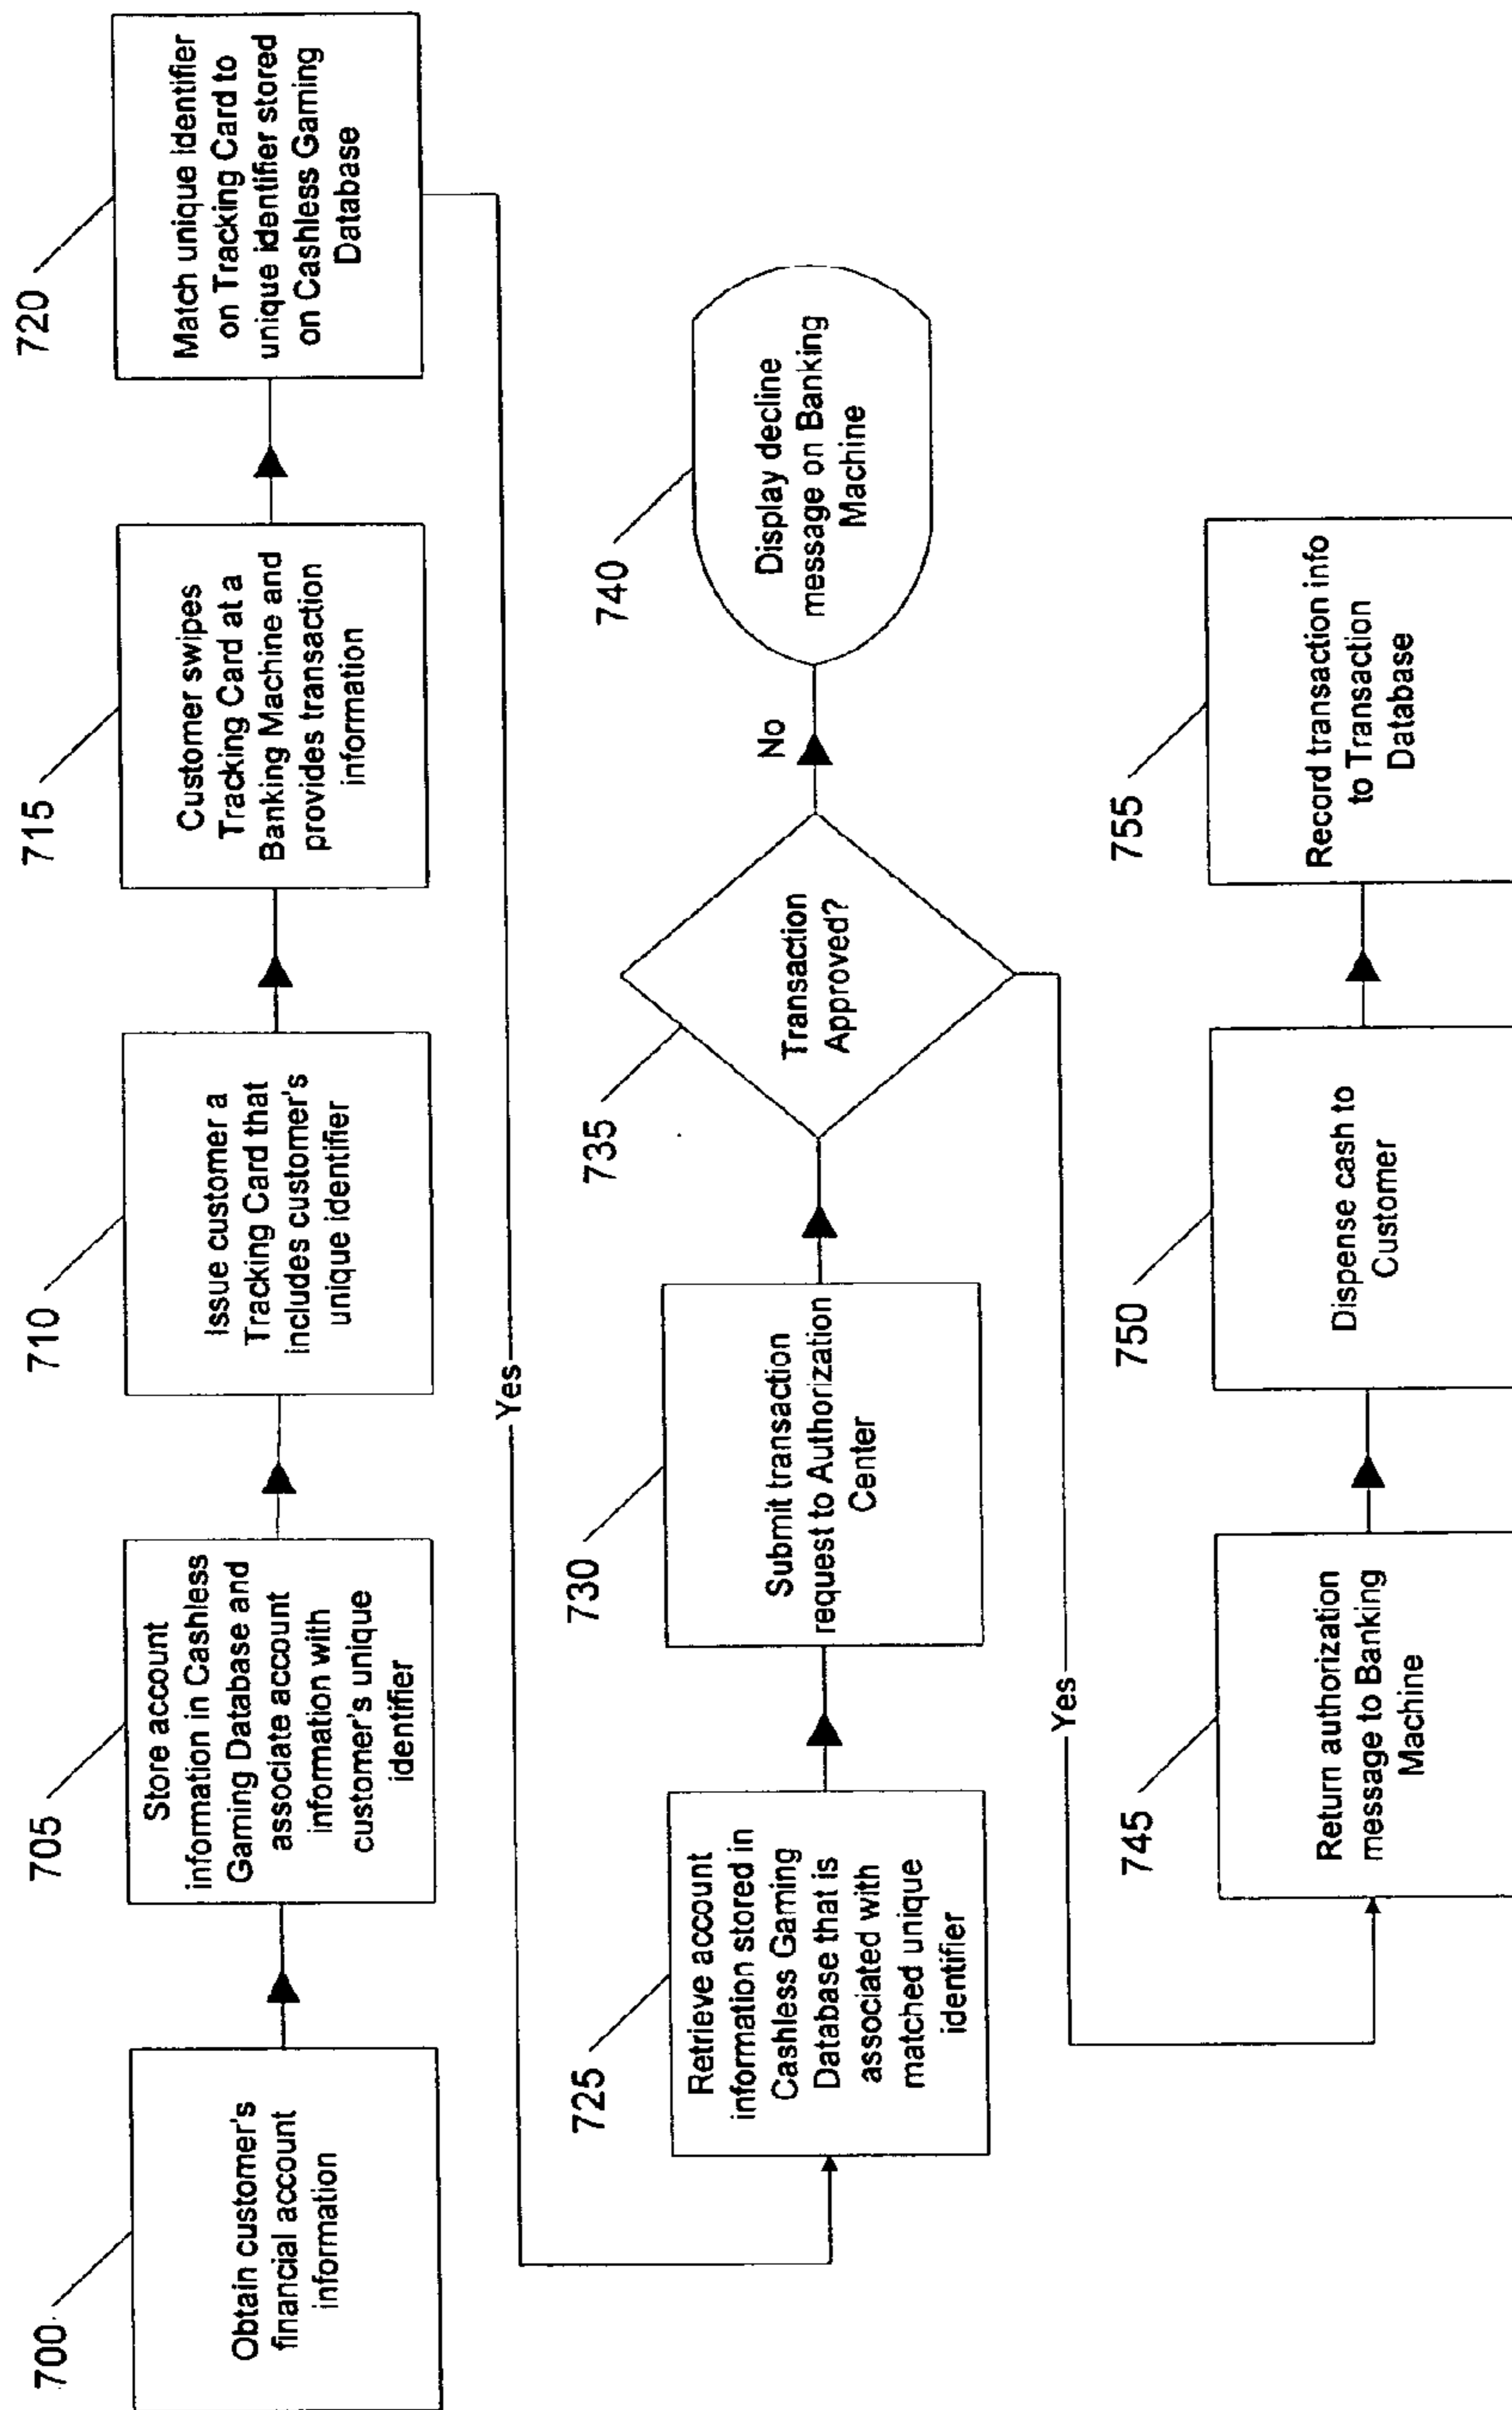 700
Obtain customer's
financial account
information
705
Store account
information in Cashless
Gaming Database and
associate account
information with
customer's unique
identifier
710
Issue customer a
Tracking Card that
includes customer's
unique identifier
715
Customer swipes
Tracking Card at a
Banking Machine and
provides transaction
information
720
Match unique identifier
on Tracking Card to
unique identifier stored
on Cashless Gaming
Database
Yes
725
Retrieve account
information stored in
Cashless Gaming
Database that is
associated with
matched unique
identifier
730
Submit transaction
request to Authorization
Center
735
Transaction
Approved?
No
740
Display decline
message on Banking
Machine
Yes
745
Return authorization
message to Banking
Machine
750
Dispense cash to
Customer
755
Record transaction info
to Transaction
Database